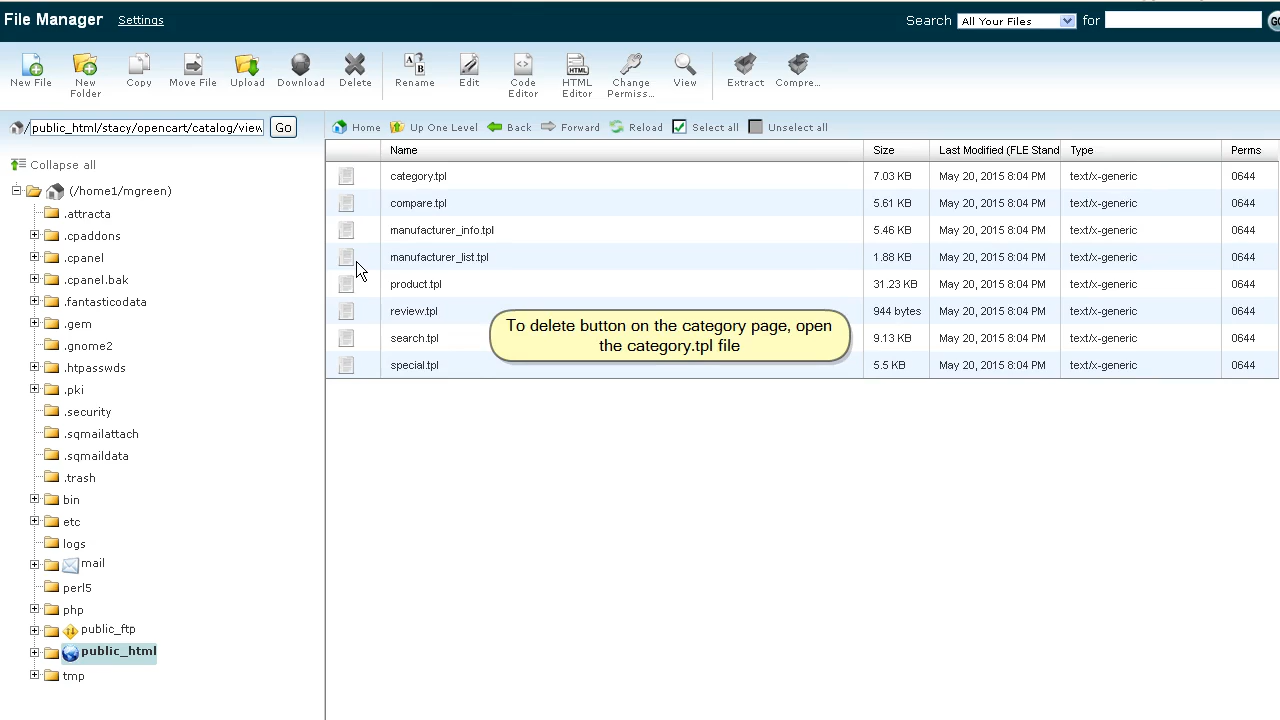 File Manager Settings
Search All Your Files for
New File New Folder Copy Move File Upload Download Delete Rename Edit Code Editor HTML Editor Change Permiss... View Extract Compre...
/public_html/stacy/opencart/catalog/view Go
Home Up One Level Back Forward Reload Select all Unselect all
Collapse all
(/home1/mgreen)
.cpaddons
.cpanel
.cpanel.bak
.fantasticodata
.gem
.gnome2
.htpasswds
.pki
.security
.sqmailattach
.sqmaildata
.trash
bin
etc
logs
mail
perl5
php
public_ftp
public_html
tmp
Name Size Last Modified (FLE Stand Type Perms
category.tpl 7.03 KB May 20, 2015 8:04 PM text/x-generic 0644
compare.tpl 5.61 KB May 20, 2015 8:04 PM text/x-generic 0644
manufacturer_info.tpl 5.46 KB May 20, 2015 8:04 PM text/x-generic 0644
manufacturer_list.tpl 1.88 KB May 20, 2015 8:04 PM text/x-generic 0644
product.tpl 31.23 KB May 20, 2015 8:04 PM text/x-generic 0644
review.tpl 944 bytes May 20, 2015 8:04 PM text/x-generic 0644
search.tpl 8.13 KB May 20, 2015 8:04 PM text/x-generic 0644
special.tpl 5.5 KB May 20, 2015 8:04 PM text/x-generic 0644
To delete button on the category page, open
the category.tpl file